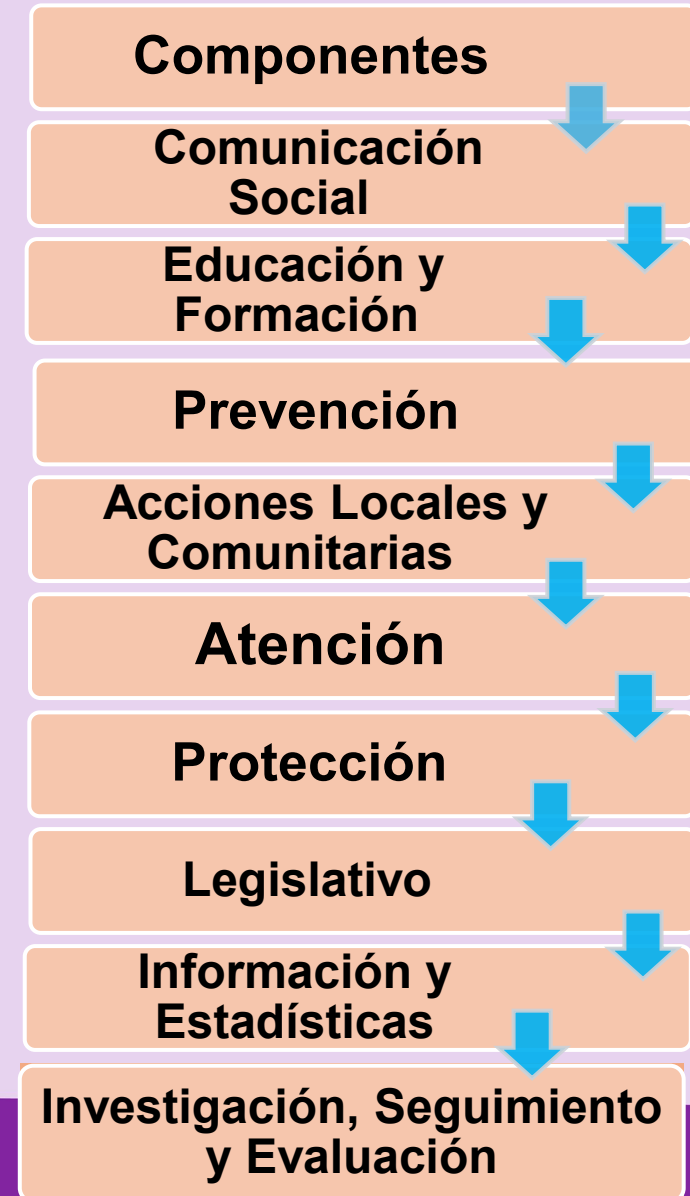 Componentes
Comunicación
Social
Educación y
Formación
Prevención
Acciones Locales y
Comunitarias
Atención
Protección
Legislativo
Información y
Estadísticas
Investigación, Seguimiento
y Evaluación